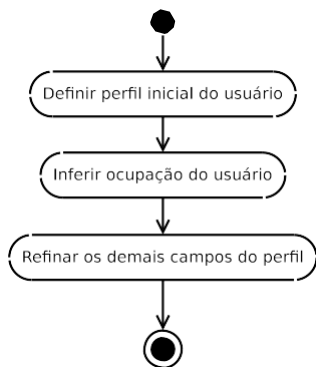 Definir perfil inicial do usuário
Inferir ocupação do usuário
Refinar os demais campos do perfil